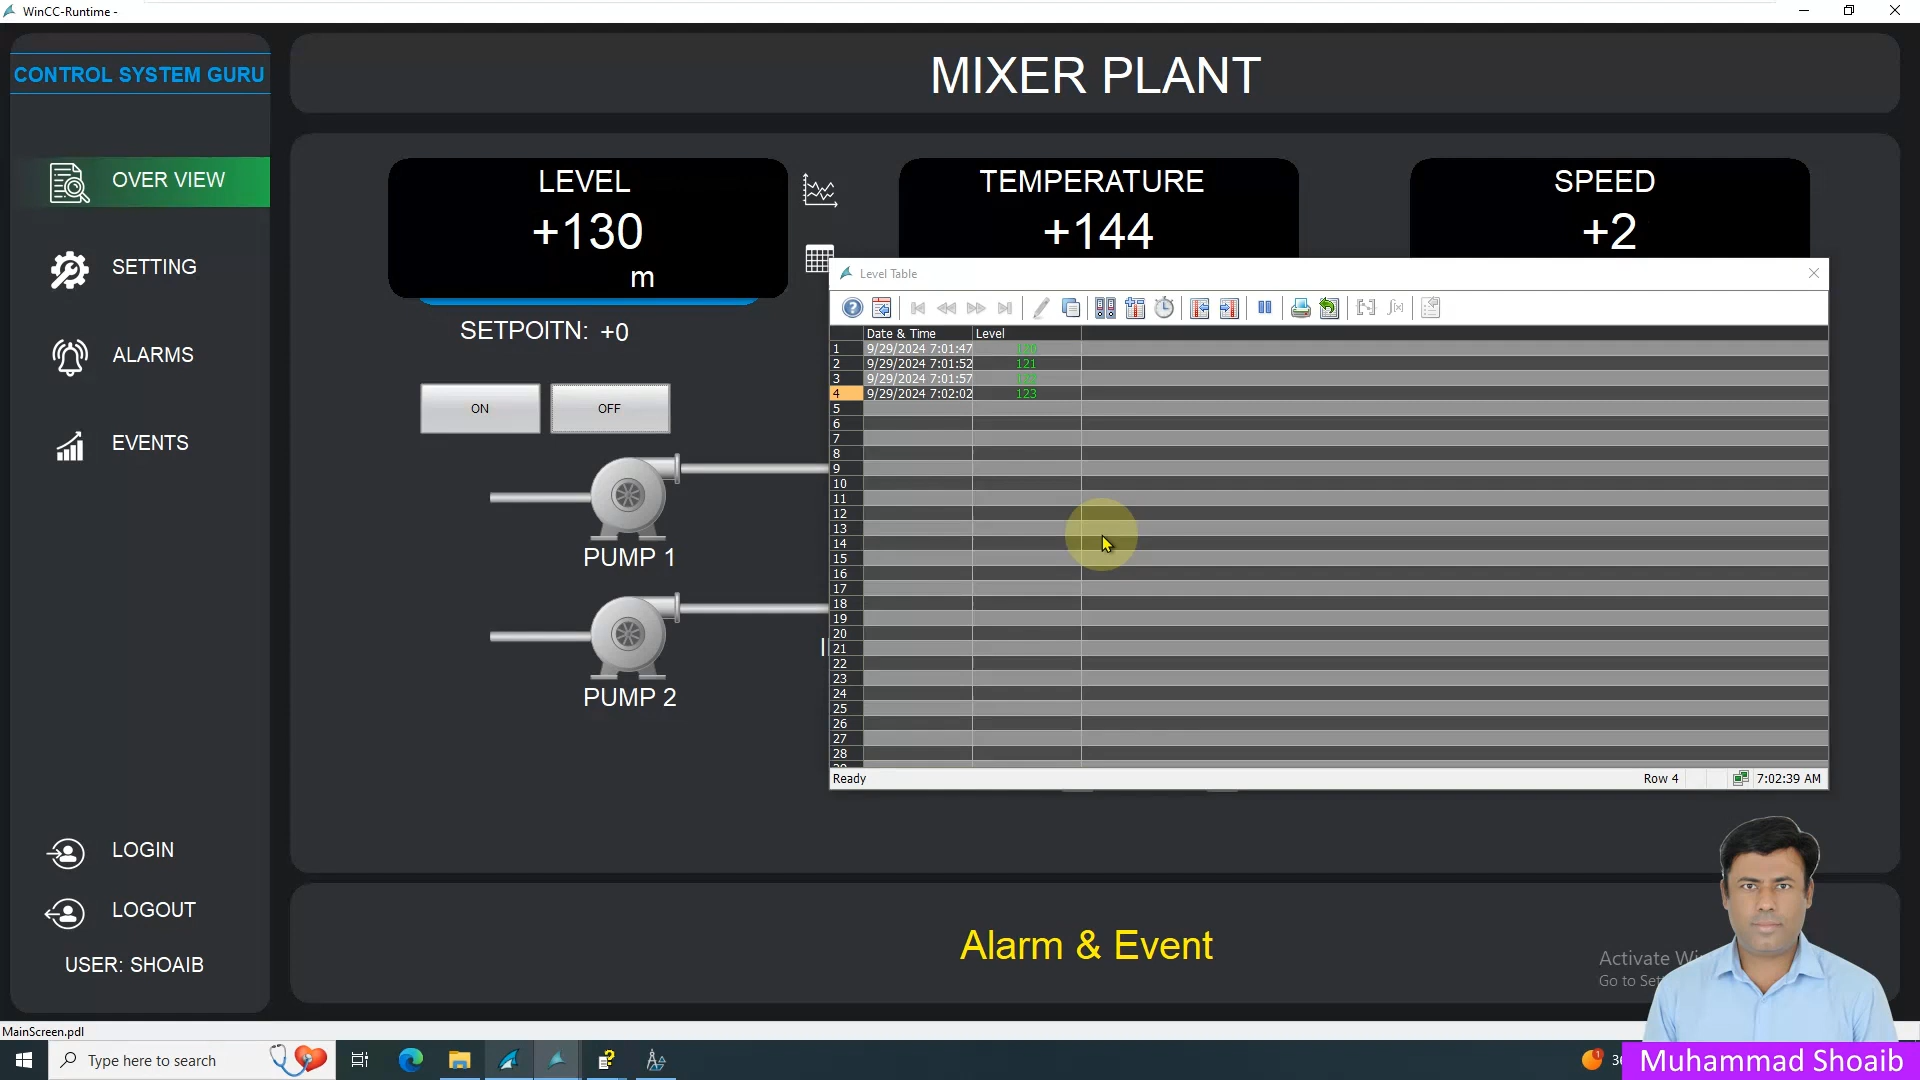 WinCC-Runtime -
CONTROL SYSTEM GURU
OVER VIEW
SETTING
ALARMS
EVENTS
LOGIN
LOGOUT
USER: SHOAIB
MIXER PLANT
LEVEL
+130
m
SETPOITN: +0
ON
OFF
PUMP 1
PUMP 2
TEMPERATURE
+144
SPEED
+2
Level Table
Date & Time Level
1 9/29/2024 7:01:47
2 9/29/2024 7:01:52 121
3 9/29/2024 7:01:57
4 9/29/2024 7:02:02 123
5
6
7
8
9
10
11
12
13
14
15
16
17
18
19
20
21
22
23
24
25
26
27
28
Ready
Row 4
7:02:39 AM
Alarm & Event
Activate
Go to
MainScreen.pdl
Type here to search
Muhammad Shoaib